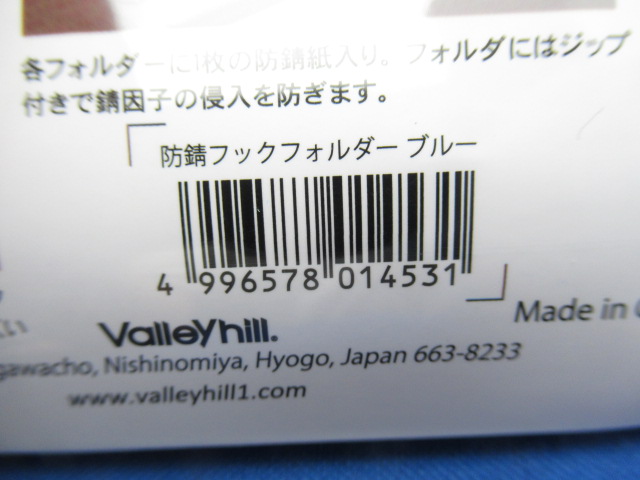 各フォルダーに1枚の防錆紙入り。フォルダにはジップ
付きで錆因子の侵入を防ぎます。
防錆フックフォルダー ブルー
4 996578 014531
Valleyhill.
Made in
gawacho, Nishinomiya, Hyogo, Japan 663-8233
www.valleyhill1.com